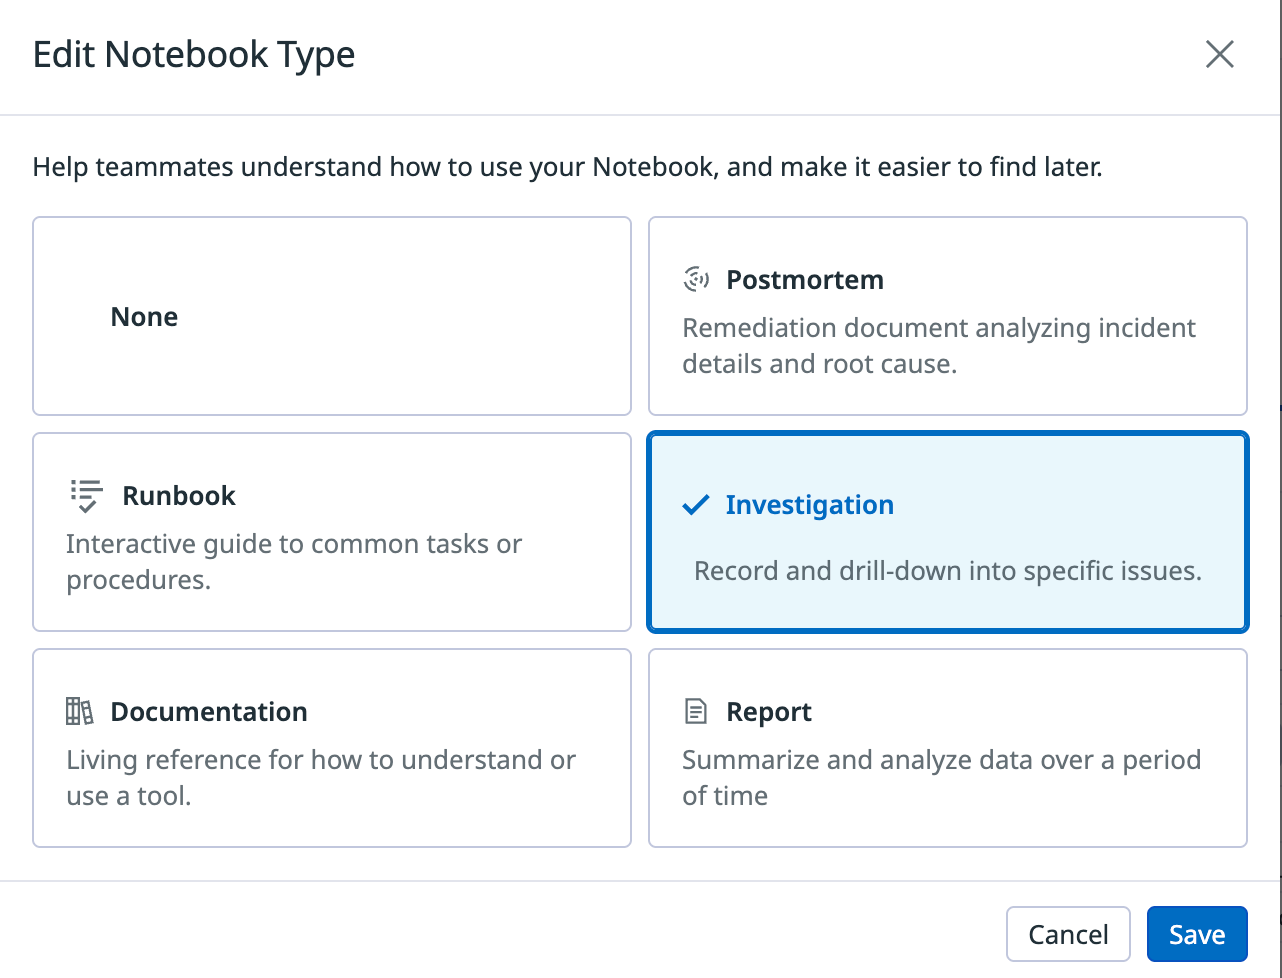 Edit Notebook Type
Help teammates understand how to use your Notebook, and make it easier to find later.
None
Postmortem
Remediation document analyzing incident
details and root cause.
Runbook
Interactive guide to common tasks or
procedures.
Investigation
Record and drill-down into specific issues.
Documentation
Living reference for how to understand or
use a tool.
Report
Summarize and analyze data over a period
of time
Cancel
Save